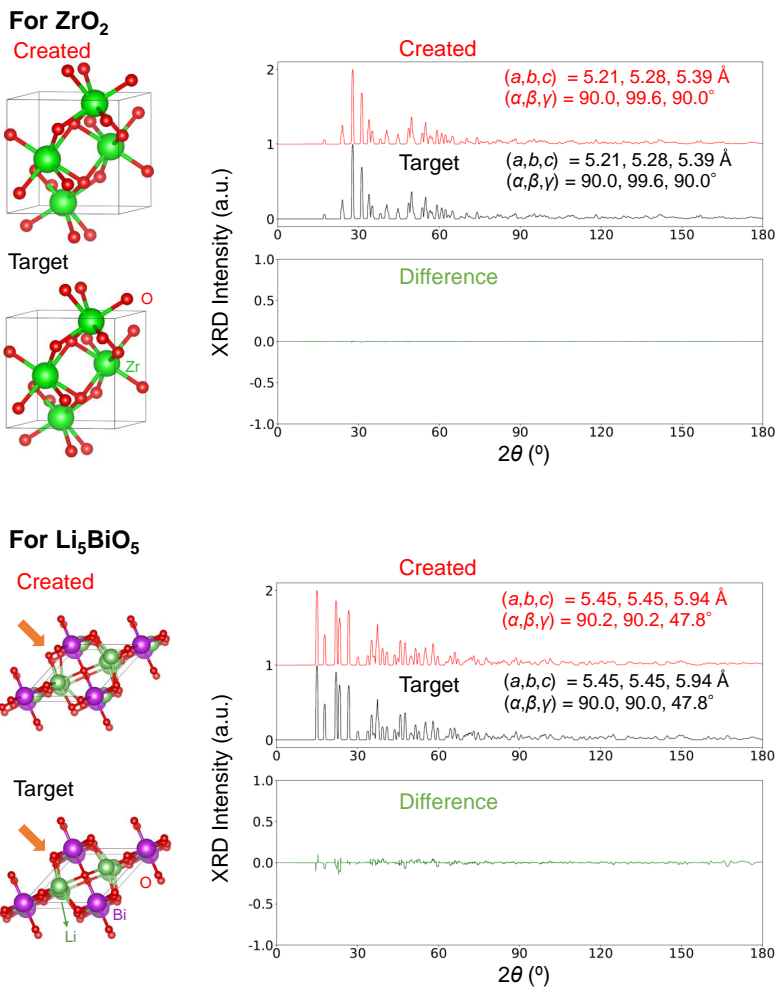 For ZrO₂
Created
Created
2
(a,b,c) = 5.21, 5.28, 5.39 Å
(α,β,γ) = 90.0, 99.6, 90.0°
1
Target
(a,b,c) = 5.21, 5.28, 5.39 Å
(α,β,γ) = 90.0, 99.6, 90.0°
0
0 30 60 90 120 150 180
XRD Intensity (a.u.)
Target
O
Zr
Difference
1.0
0.5
0.0
-0.5
-1.0
0 30 60 90 120 150 180
2θ (º)
For Li₅BiO₅
Created
Created
2
(a,b,c) = 5.45, 5.45, 5.94 Å
(α,β,γ) = 90.2, 90.2, 47.8°
1
Target
(a,b,c) = 5.45, 5.45, 5.94 Å
(α,β,γ) = 90.0, 90.0, 47.8°
0
0 30 60 90 120 150 180
XRD Intensity (a.u.)
Target
O
Bi
Li
Difference
1.0
0.5
0.0
-0.5
-1.0
0 30 60 90 120 150 180
2θ (º)